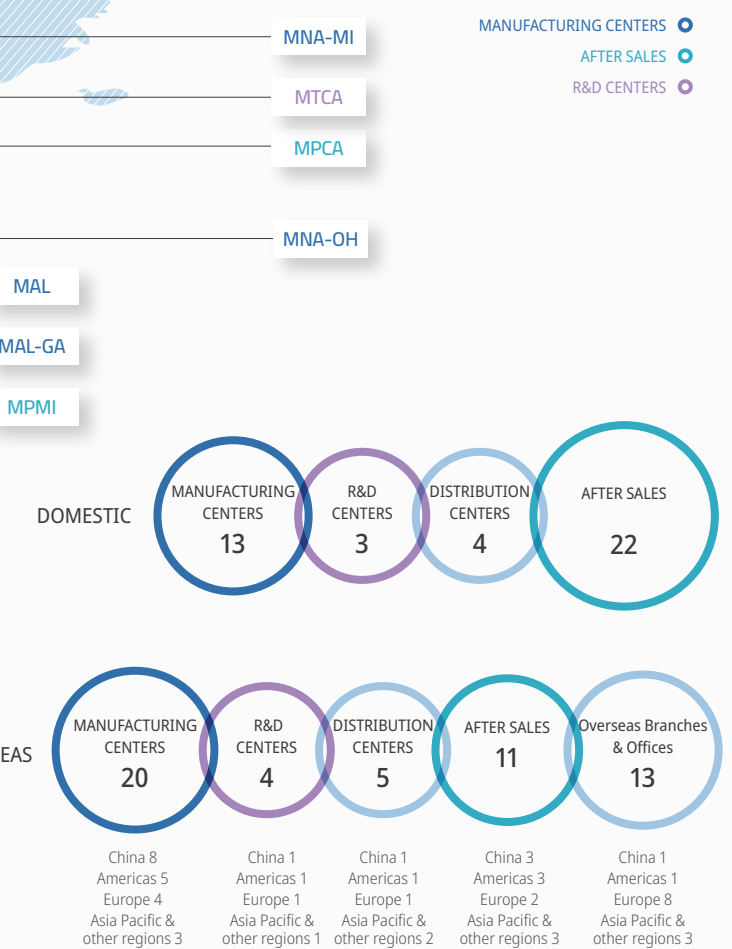 MANUFACTURING CENTERS
AFTER SALES
R&D CENTERS
MNA-MI
MTCA
MPCA
MNA-OH
MAL
MAL-GA
MPMI
DOMESTIC
MANUFACTURING
CENTERS
13
R&D
CENTERS
3
DISTRIBUTION
CENTERS
4
AFTER SALES
22
EAS
MANUFACTURING
CENTERS
20
R&D
CENTERS
4
DISTRIBUTION
CENTERS
5
AFTER SALES
11
Overseas Branches
& Offices
13
China 8
Americas 5
Europe 4
Asia Pacific &
other regions 3
China 1
Americas 1
Europe 1
Asia Pacific &
other regions 1
China 1
Americas 1
Europe 1
Asia Pacific &
other regions 2
China 3
Americas 3
Europe 2
Asia Pacific &
other regions 3
China 1
Americas 1
Europe 8
Asia Pacific &
other regions 3